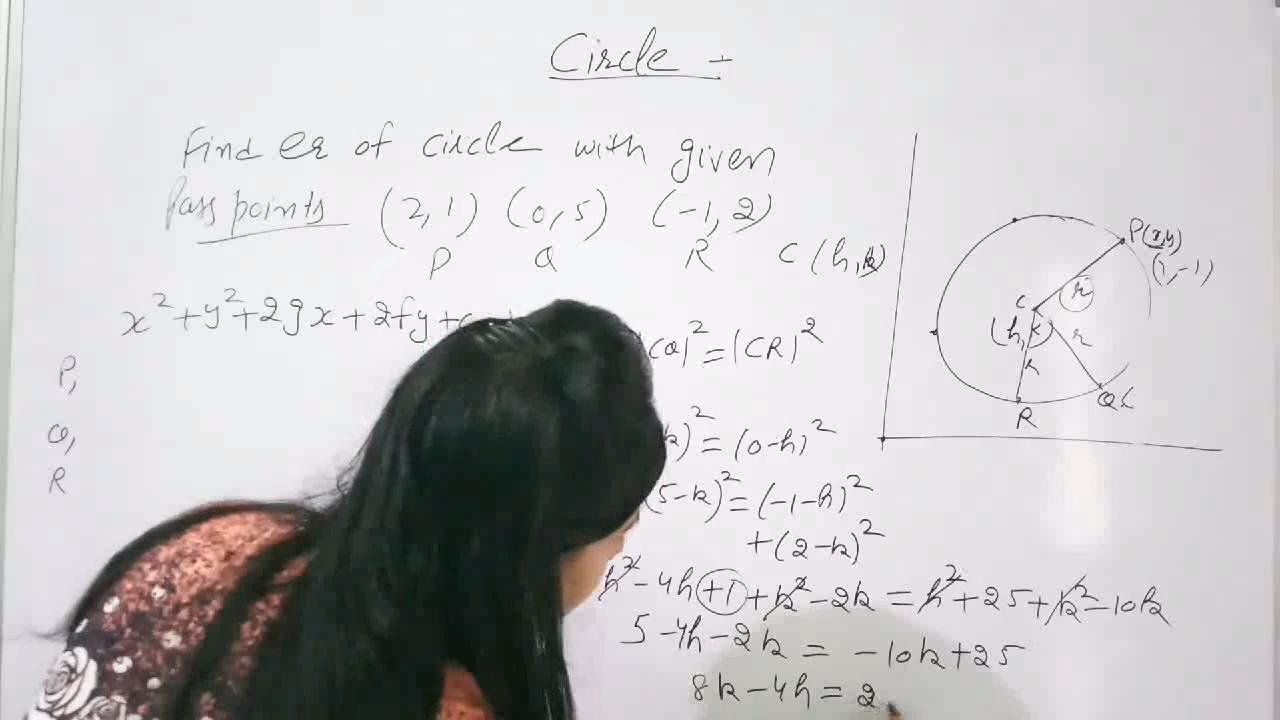 Circle -
Find er of circle with given
Pass points (2, 1) (0, 5) (-1, 2)
P Q R C (h, k)
x² + y² + 2gx + 2fy + c
P,
Q,
R
(CQ)² = (CR)²
k)² = (0-h)²
(5-k)² = (-1-h)²
+ (2-k)²
h² - 4h + 1 + k² - 2k = h² + 25 + k² - 10k
5 - 4h - 2k = -10k + 25
8k - 4h = 2
P(x,y)
(1, -1)
r
C
(h, k)
r
r
R
Q